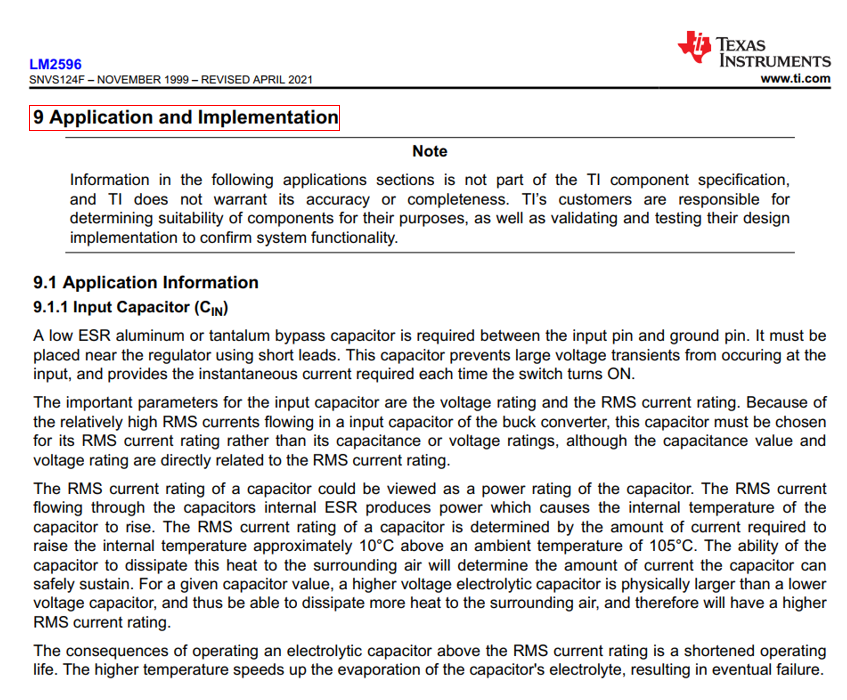 TEXAS
INSTRUMENTS
LM2596
SNVS124F – NOVEMBER 1999 – REVISED APRIL 2021
www.ti.com
9 Application and Implementation
Note
Information in the following applications sections is not part of the TI component specification,
and TI does not warrant its accuracy or completeness. TI's customers are responsible for
determining suitability of components for their purposes, as well as validating and testing their design
implementation to confirm system functionality.
9.1 Application Information
9.1.1 Input Capacitor (CIN)
A low ESR aluminum or tantalum bypass capacitor is required between the input pin and ground pin. It must be
placed near the regulator using short leads. This capacitor prevents large voltage transients from occuring at the
input, and provides the instantaneous current required each time the switch turns ON.
The important parameters for the input capacitor are the voltage rating and the RMS current rating. Because of
the relatively high RMS currents flowing in a input capacitor of the buck converter, this capacitor must be chosen
for its RMS current rating rather than its capacitance or voltage ratings, although the capacitance value and
voltage rating are directly related to the RMS current rating.
The RMS current rating of a capacitor could be viewed as a power rating of the capacitor. The RMS current
flowing through the capacitors internal ESR produces power which causes the internal temperature of the
capacitor to rise. The RMS current rating of a capacitor is determined by the amount of current required to
raise the internal temperature approximately 10°C above an ambient temperature of 105°C. The ability of the
capacitor to dissipate this heat to the surrounding air will determine the amount of current the capacitor can
safely sustain. For a given capacitor value, a higher voltage electrolytic capacitor is physically larger than a lower
voltage capacitor, and thus be able to dissipate more heat to the surrounding air, and therefore will have a higher
RMS current rating.
The consequences of operating an electrolytic capacitor above the RMS current rating is a shortened operating
life. The higher temperature speeds up the evaporation of the capacitor's electrolyte, resulting in eventual failure.